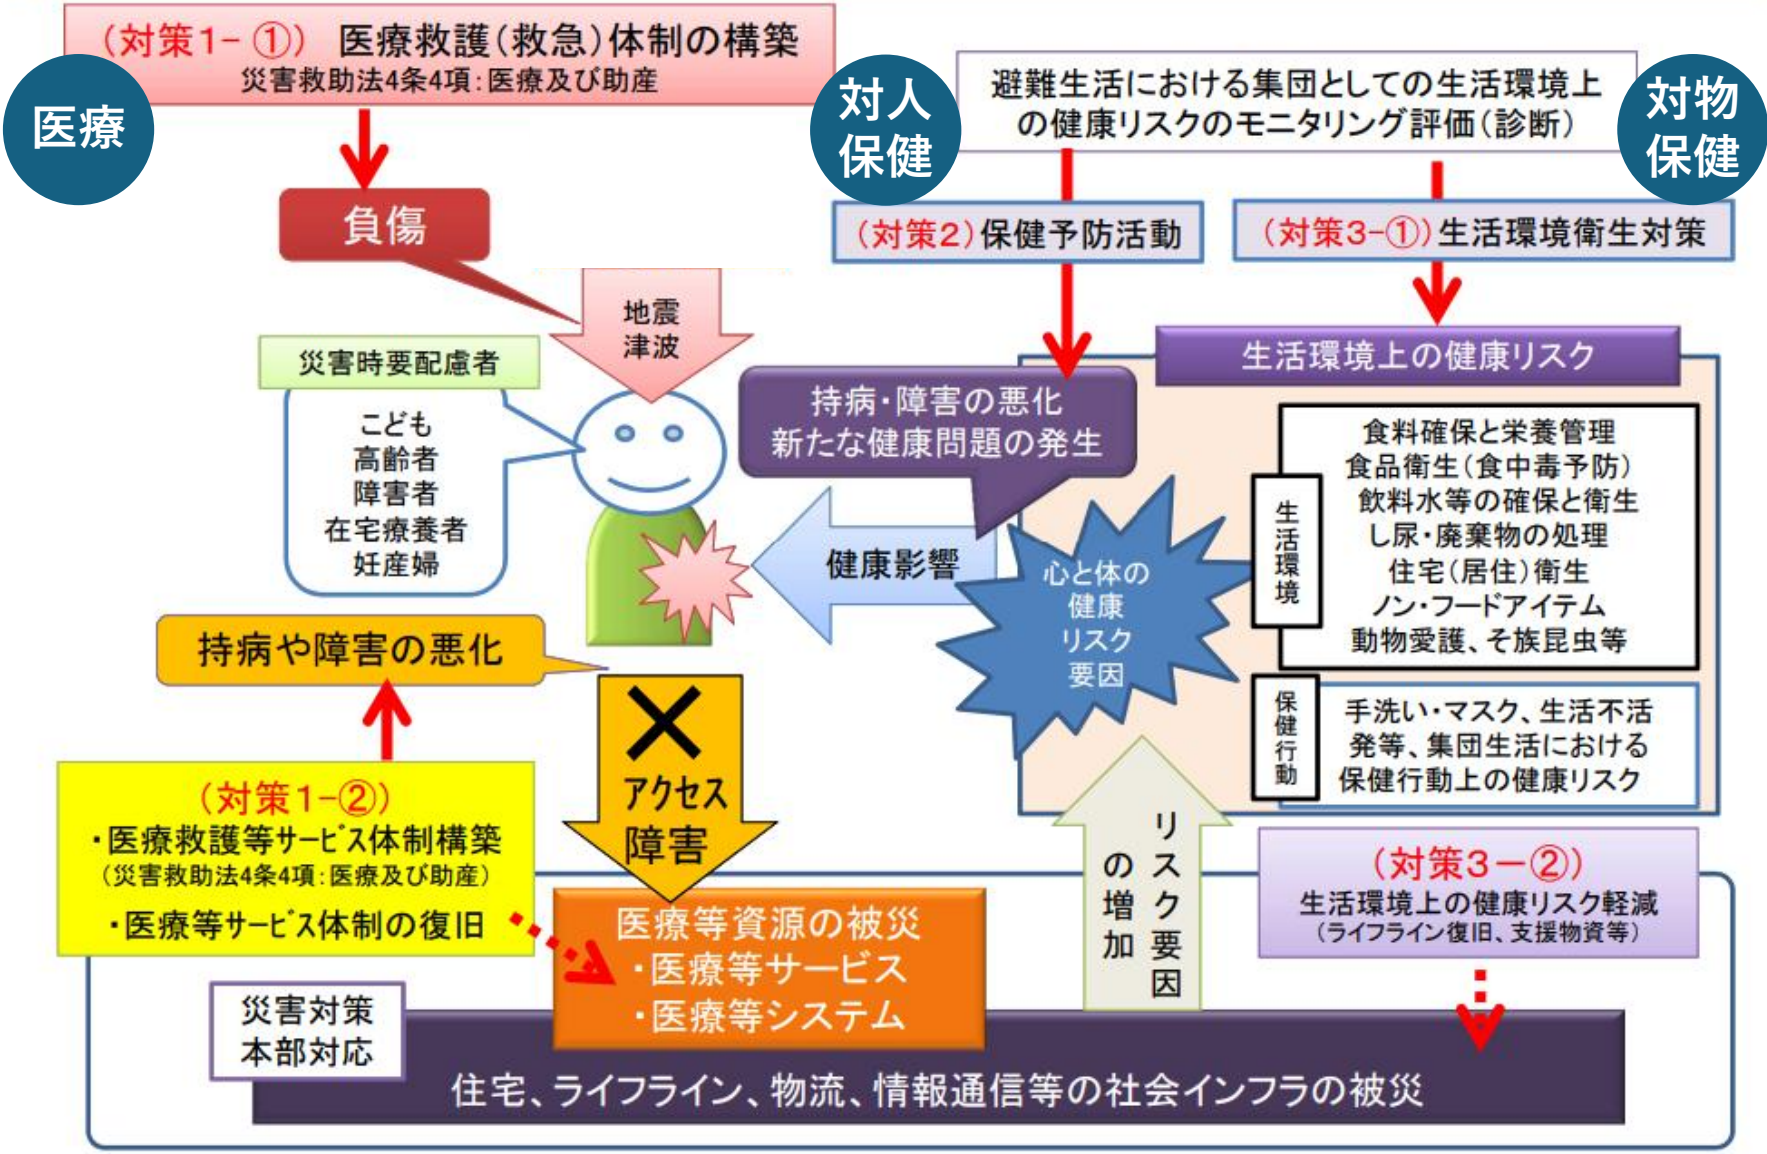 (対策1-①) 医療救護(救急)体制の構築
災害救助法4条4項:医療及び助産
医療
負傷
地震
津波
対人
保健
避難生活における集団としての生活環境上
の健康リスクのモニタリング評価(診断)
対物
保健
(対策2)保健予防活動
(対策3-①)生活環境衛生対策
災害時要配慮者
こども
高齢者
障害者
在宅療養者
妊産婦
持病・障害の悪化
新たな健康問題の発生
生活環境上の健康リスク
健康影響
心と体の
健康
リスク
要因
生活環境
食料確保と栄養管理
食品衛生(食中毒予防)
飲料水等の確保と衛生
し尿・廃棄物の処理
住宅(居住)衛生
ノン・フードアイテム
動物愛護、そ族昆虫等
保健行動
手洗い・マスク、生活不活
発等、集団生活における
保健行動上の健康リスク
持病や障害の悪化
アクセス
障害
(対策1-②)
・医療救護等サービス体制構築
(災害救助法4条4項:医療及び助産)
・医療等サービス体制の復旧
医療等資源の被災
・医療等サービス
・医療等システム
リスク要因
の増加
(対策3ー②)
生活環境上の健康リスク軽減
(ライフライン復旧、支援物資等)
災害対策
本部対応
住宅、ライフライン、物流、情報通信等の社会インフラの被災